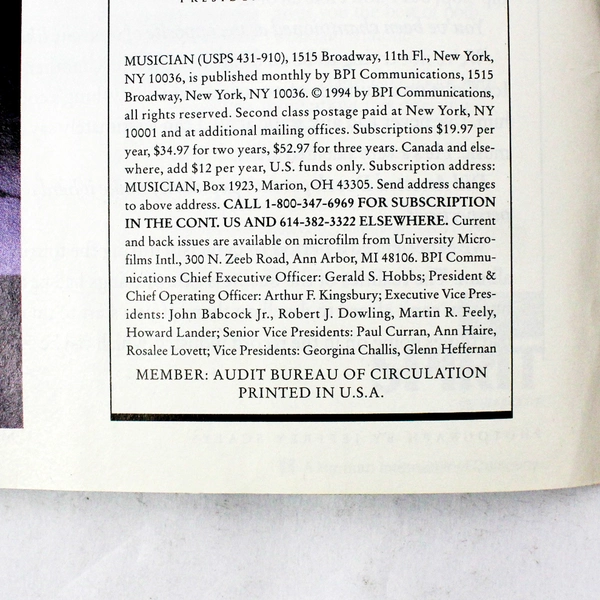 MUSICIAN (USPS 431-910), 1515 Broadway, 11th Fl., New York,
NY 10036, is published monthly by BPI Communications, 1515
Broadway, New York, NY 10036. © 1994 by BPI Communications,
all rights reserved. Second class postage paid at New York, NY
10001 and at additional mailing offices. Subscriptions $19.97 per
year, $34.97 for two years, $52.97 for three years. Canada and else-
where, add $12 per year, U.S. funds only. Subscription address:
MUSICIAN, Box 1923, Marion, OH 43305. Send address changes
to above address. CALL 1-800-347-6969 FOR SUBSCRIPTION
IN THE CONT. US AND 614-382-3322 ELSEWHERE. Current
and back issues are available on microfilm from University Micro-
films Intl., 300 N. Zeeb Road, Ann Arbor, MI 48106. BPI Commu-
nications Chief Executive Officer: Gerald S. Hobbs; President &
Chief Operating Officer: Arthur F. Kingsbury; Executive Vice Pres-
idents: John Babcock Jr., Robert J. Dowling, Martin R. Feely,
Howard Lander; Senior Vice Presidents: Paul Curran, Ann Haire,
Rosalee Lovett; Vice Presidents: Georgina Challis, Glenn Heffernan
MEMBER: AUDIT BUREAU OF CIRCULATION
PRINTED IN U.S.A.